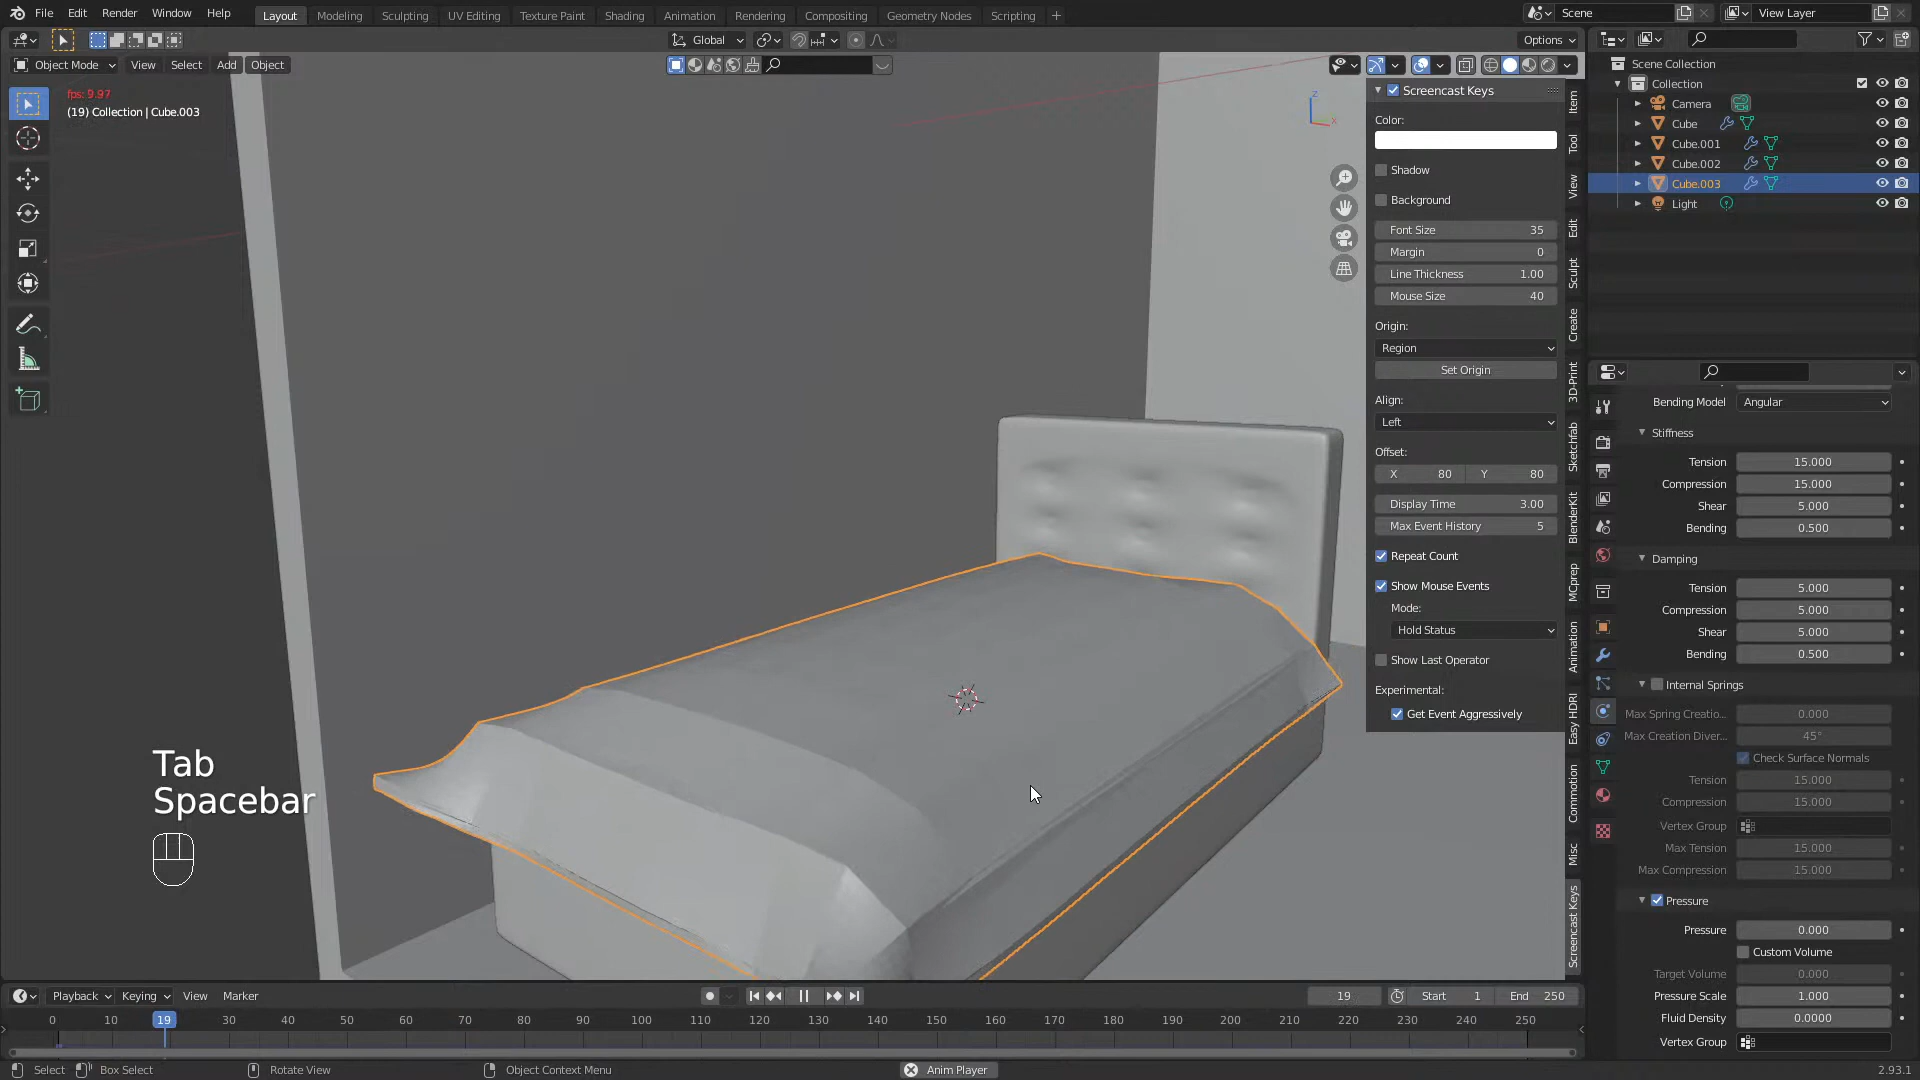 File Edit Render Window Help
Layout Modeling Sculpting UV Editing Texture Paint Shading Animation Rendering Compositing Geometry Nodes Scripting +
Scene
View Layer
Global
Options
Object Mode View Select Add Object
fps: 9.97
(19) Collection | Cube.003
Z
X
Screencast Keys
Color:
Shadow
Background
Font Size 35
Margin 0
Line Thickness 1.00
Mouse Size 40
Origin:
Region
Set Origin
Align:
Left
Offset:
X 80 Y 80
Display Time 3.00
Max Event History 5
Repeat Count
Show Mouse Events
Mode:
Hold Status
Show Last Operator
Experimental:
Get Event Aggressively
Item
Tool
View
Edit
Sculpt
Create
3D-Print
Sketchfab
BlenderKit
MCprep
Animation
Easy HDRI
Commotion
Misc
Screencast Keys
Scene Collection
Collection
Camera
Cube
Cube.001
Cube.002
Cube.003
Light
Bending Model Angular
Stiffness
Tension 15.000
Compression 15.000
Shear 5.000
Bending 0.500
Damping
Tension 5.000
Compression 5.000
Shear 5.000
Bending 0.500
Internal Springs
Max Spring Creatio... 0.000
Max Creation Diver... 45°
Check Surface Normals
Tension 15.000
Compression 15.000
Vertex Group
Max Tension 15.000
Max Compression 15.000
Pressure
Pressure 0.000
Custom Volume
Target Volume 0.000
Pressure Scale 1.000
Fluid Density 0.0000
Vertex Group
Tab
Spacebar
Playback Keying View Marker
19 Start 1 End 250
0 10 19 30 40 50 60 70 80 90 100 110 120 130 140 150 160 170 180 190 200 210 220 230 240 250
Select Box Select Rotate View Object Context Menu Anim Player 2.93.1